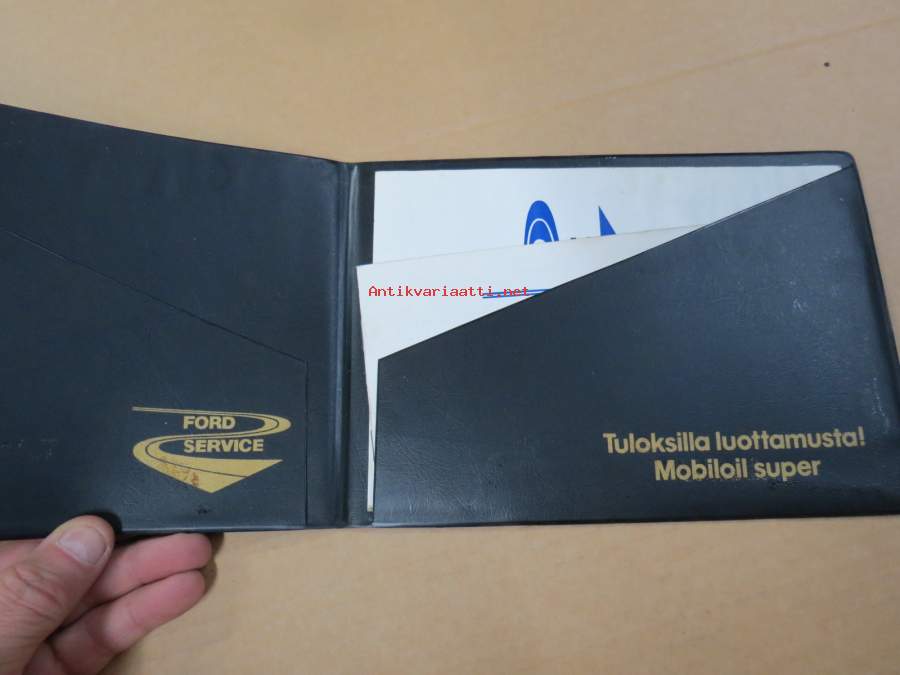 Antikvariaatti.net
FORD
SERVICE
Tuloksilla luottamusta!
Mobiloil super